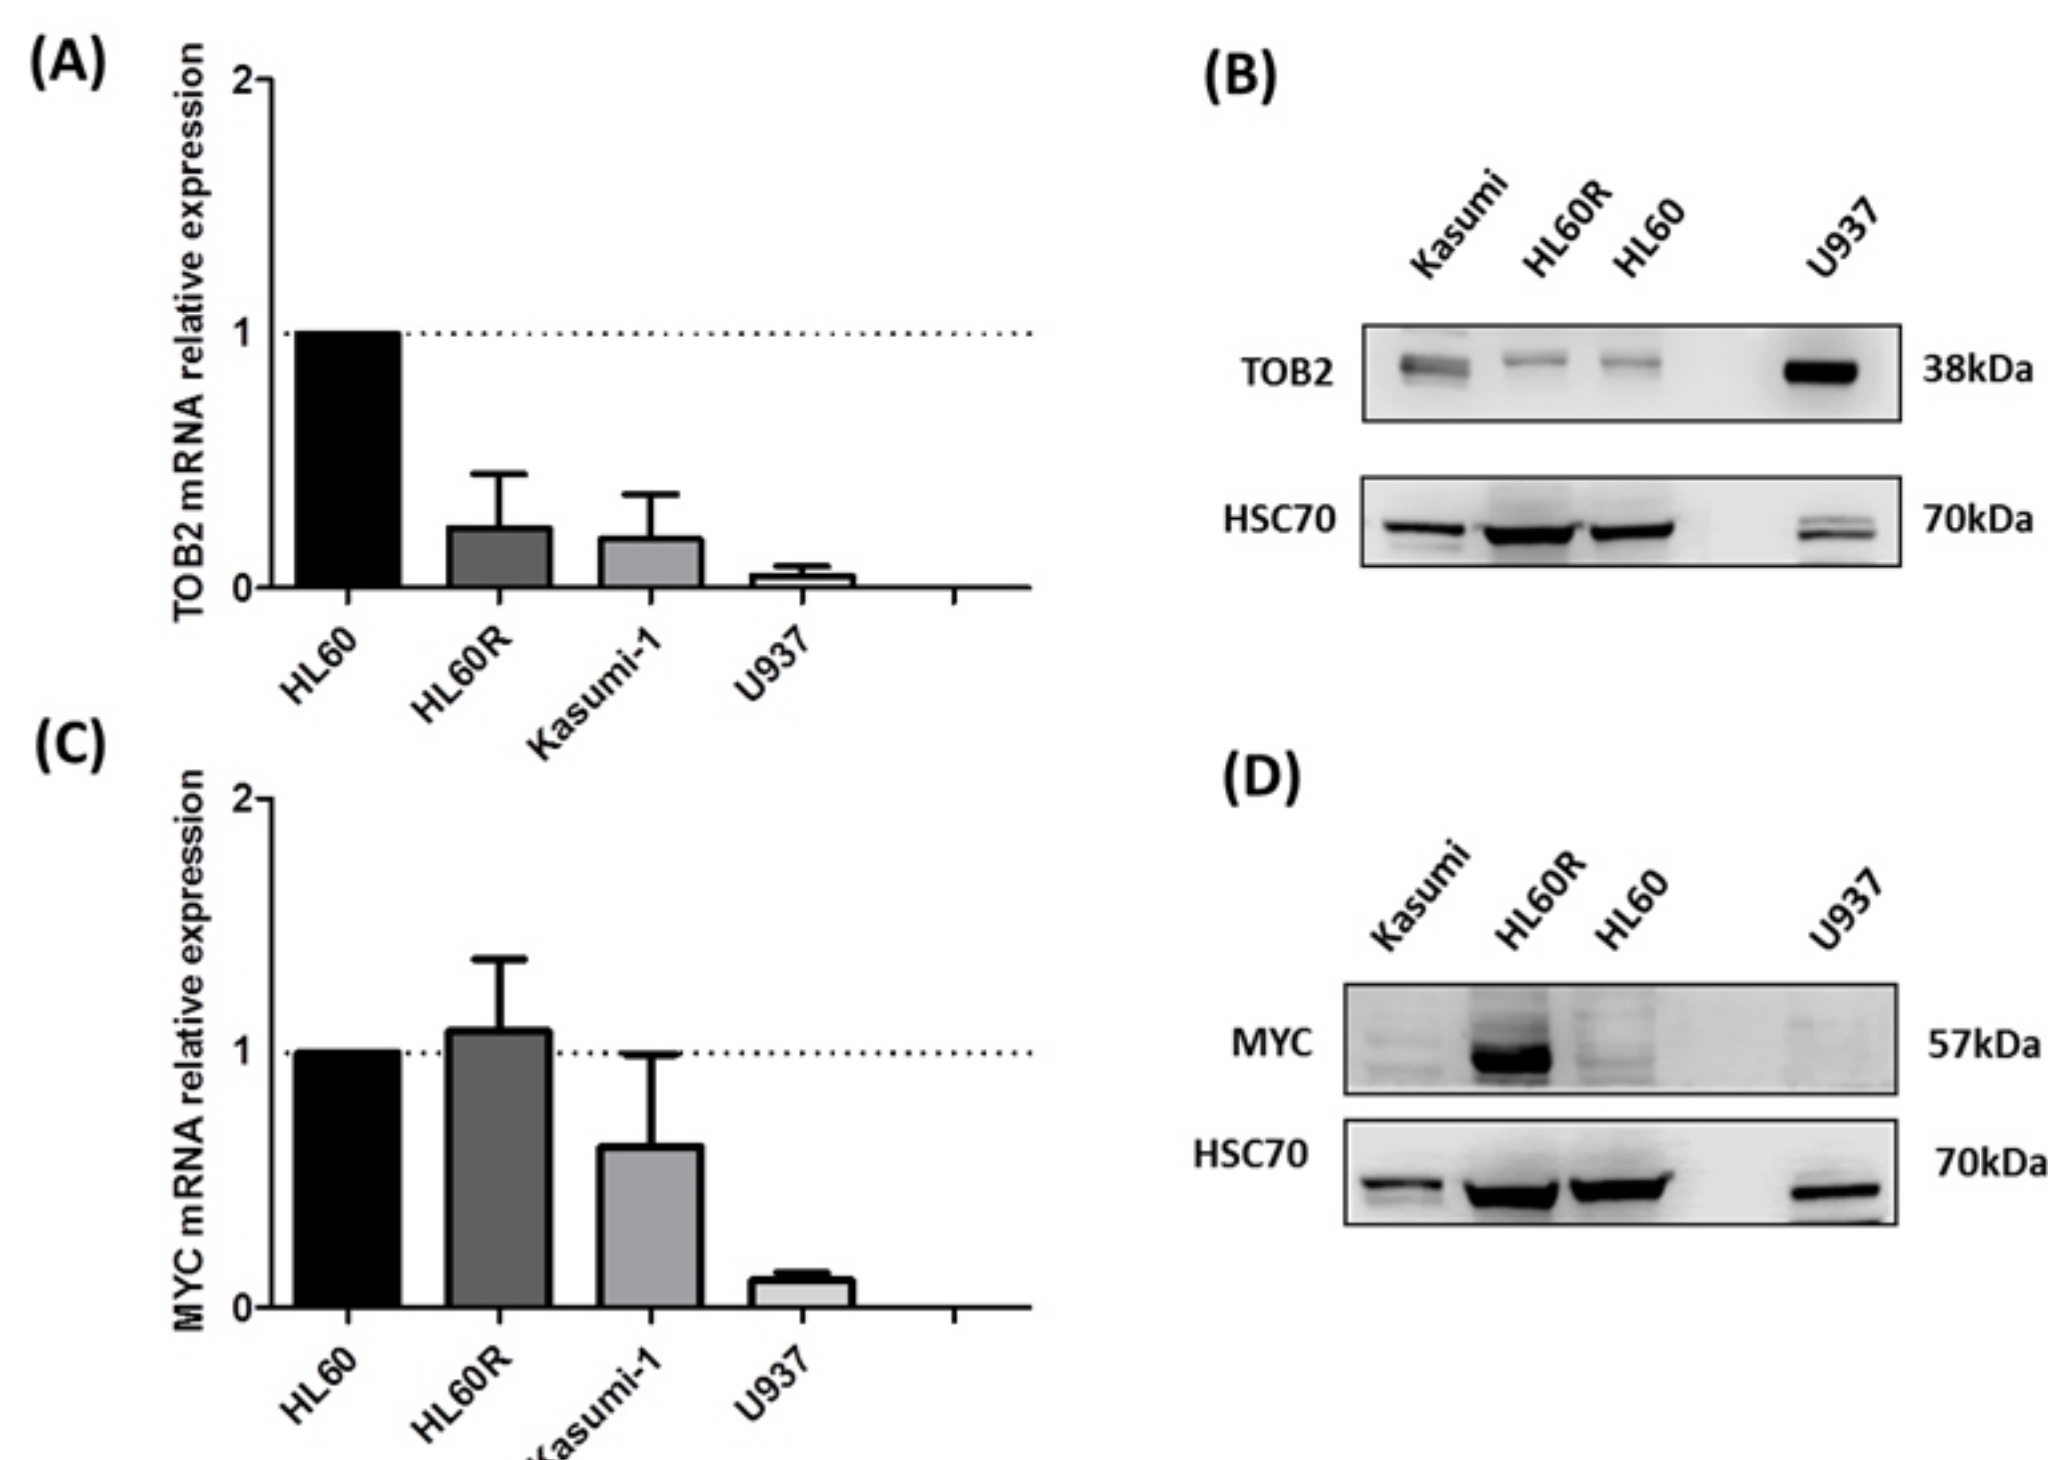 (A)
TOB2 mRNA relative expression
2
1
0
HL60
HL60R
Kasumi-1
U937
(B)
Kasumi
HL60R
HL60
U937
TOB2
38kDa
HSC70
70kDa
(C)
MYC mRNA relative expression
2
1
0
HL60
HL60R
Kasumi-1
U937
(D)
Kasumi
HL60R
HL60
U937
MYC
57kDa
HSC70
70kDa